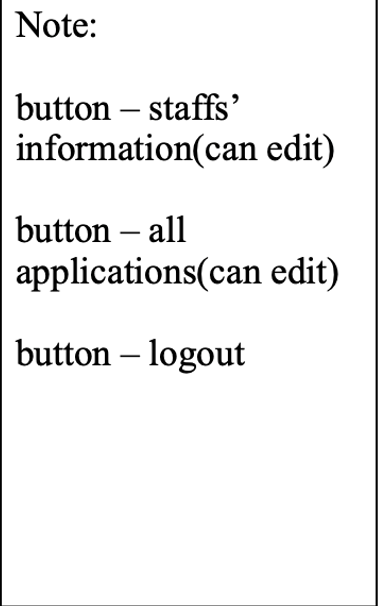 Note:
button – staffs’
information(can edit)
button – all
applications(can edit)
button – logout